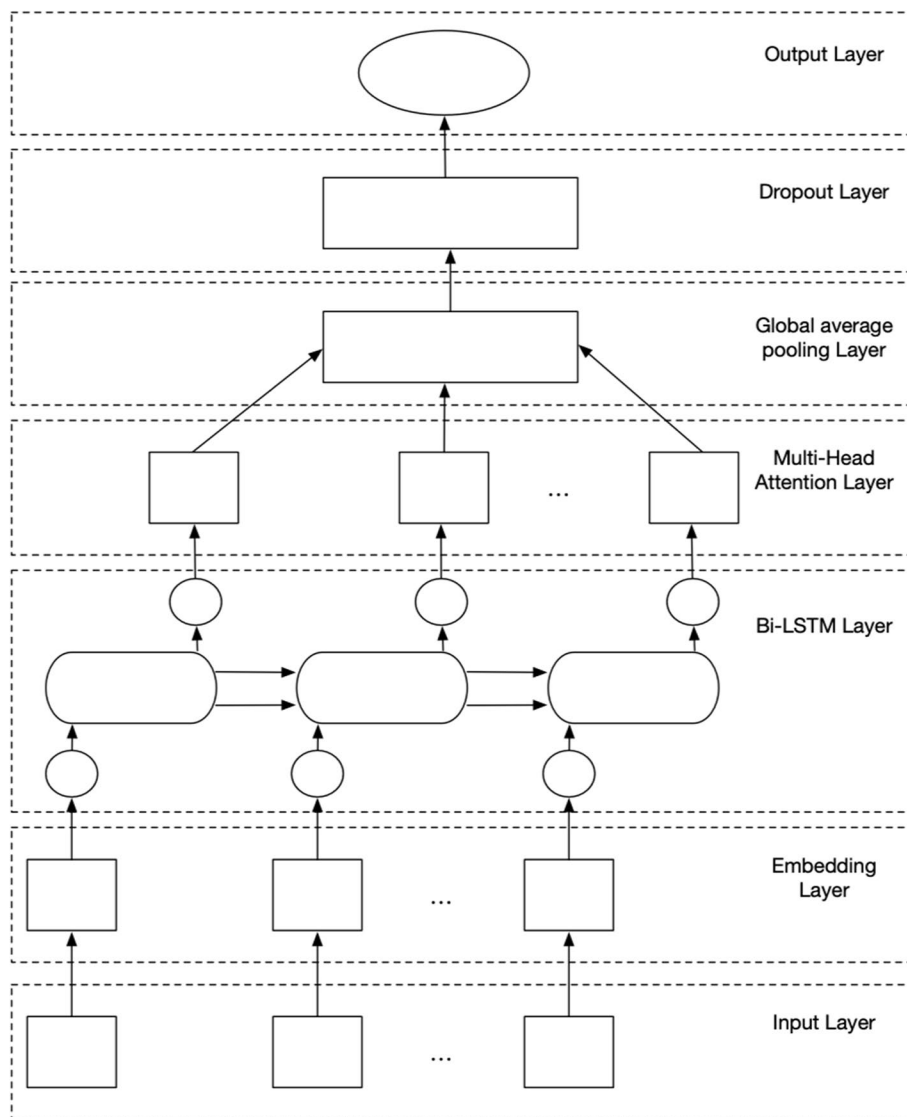 Output Layer
Dropout Layer
Global average
pooling Layer
Multi-Head
Attention Layer
...
Bi-LSTM Layer
Embedding
Layer
...
Input Layer
...